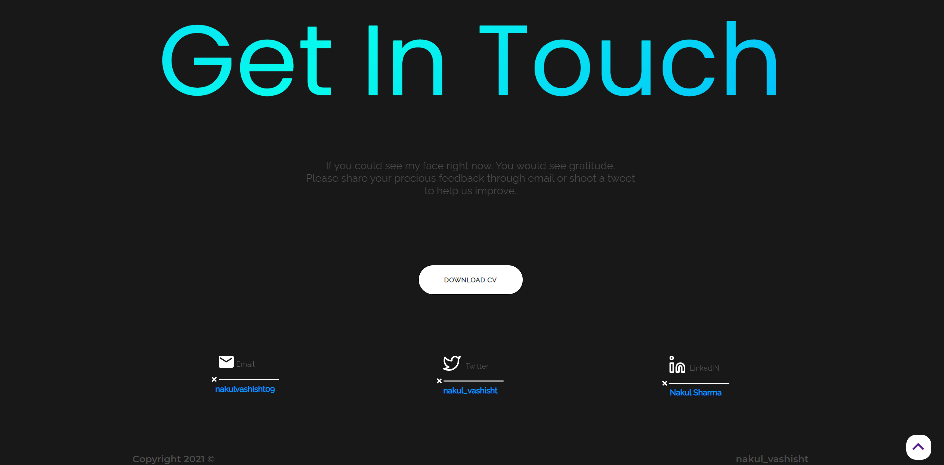 Get In Touch
If you could see my face right now. You would see gratitude.
Please share your precious feedback through email or shoot a tweet
to help us improve.
DOWNLOAD CV
Email
Twitter
LinkedIN
nakulvashisht09
nakul_vashisht
Nakul Sharma
Copyright 2021 ©
nakul_vashisht